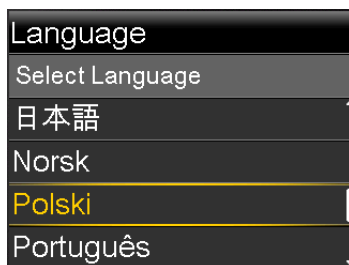 Language
Select Language
日本語
Norsk
Polski
Português